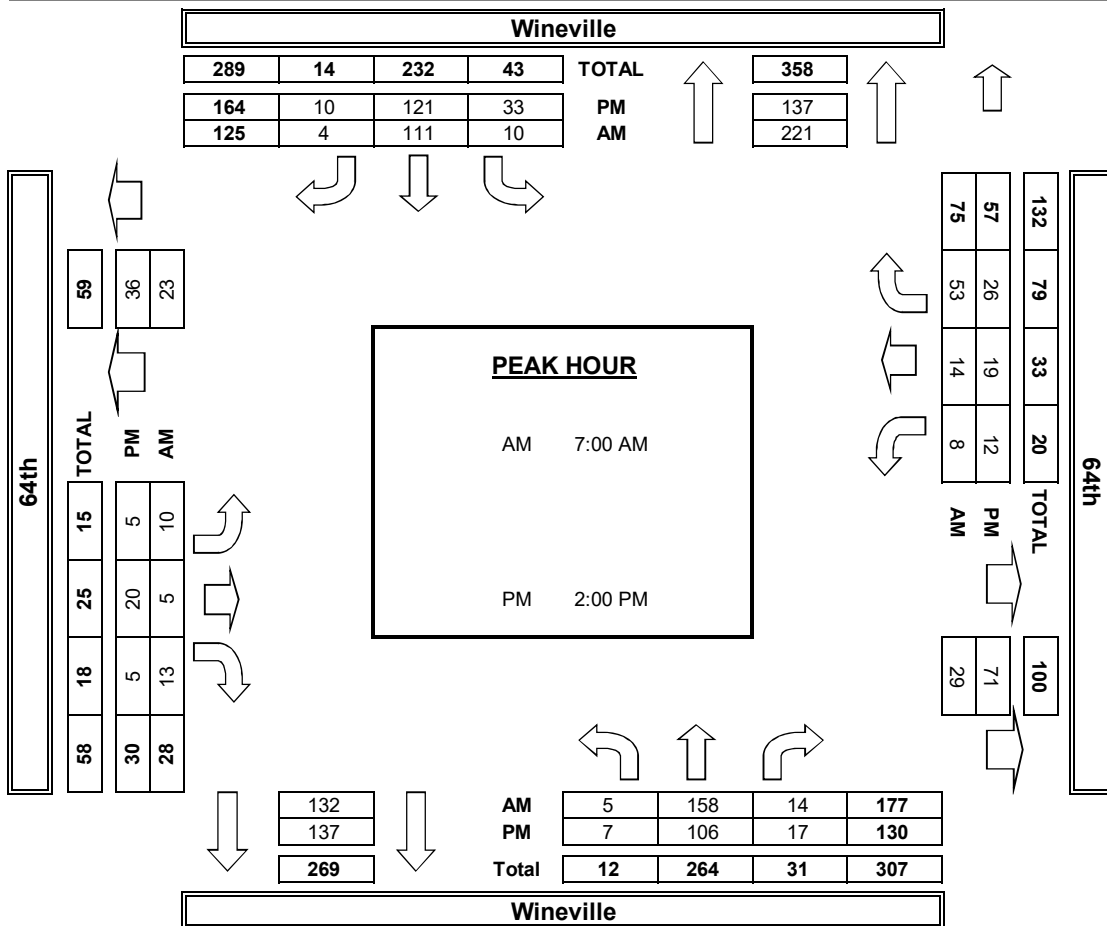 Wineville
289 14 232 43 TOTAL 358
164 10 121 33 PM 137
125 4 111 10 AM 221
64th
59 36 23
TOTAL PM AM
15 5 10
25 20 5
18 5 13
58 30 28
PEAK HOUR
AM 7:00 AM
PM 2:00 PM
75 57 132
53 26 79
14 19 33
8 12 20
AM PM TOTAL
29 71 100
64th
132 AM 5 158 14 177
137 PM 7 106 17 130
269 Total 12 264 31 307
Wineville